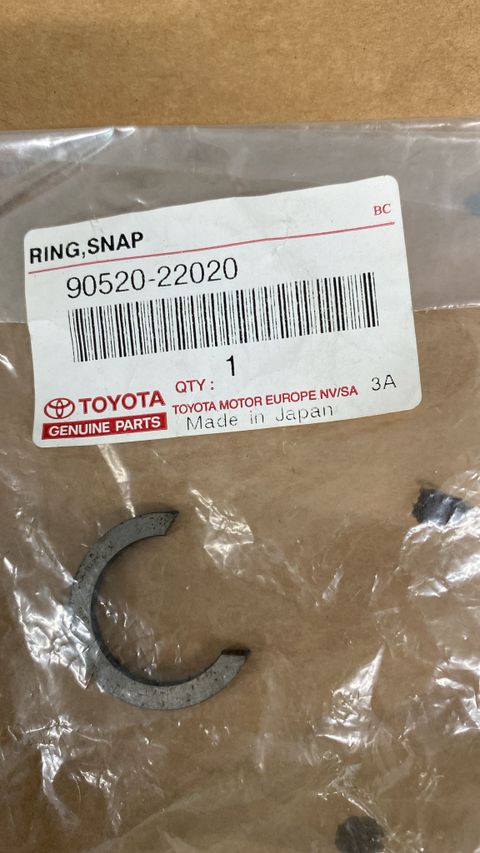 BC
RING,SNAP
90520-22020
QTY : 1
TOYOTA
GENUINE PARTS
TOYOTA MOTOR EUROPE NV/SA 3A
Made in Japan